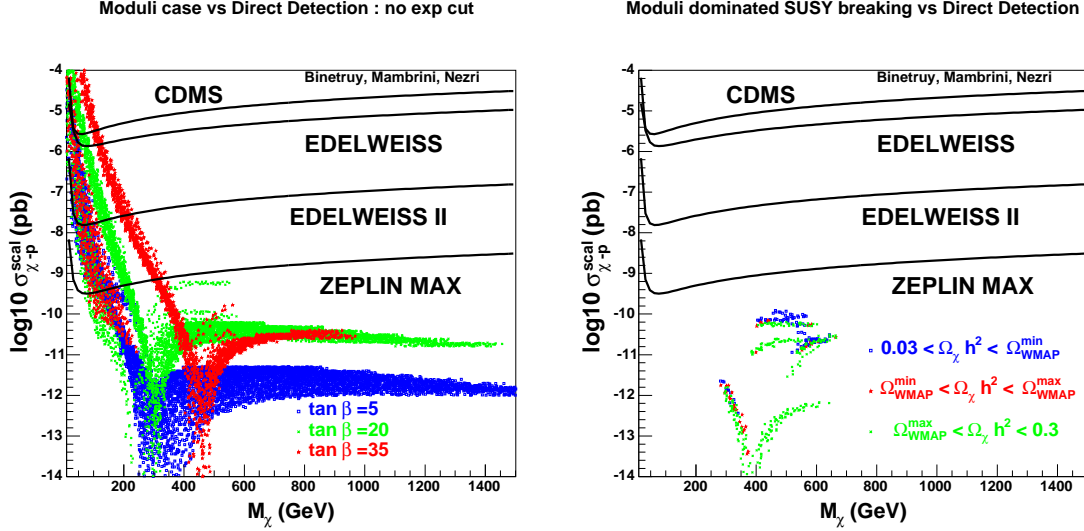 Moduli case vs Direct Detection : no exp cut
Binetruy, Mambrini, Nezri
CDMS
EDELWEISS
EDELWEISS II
ZEPLIN MAX
tan β =5
tan β =20
tan β =35
log10 σ^scal_χ-p (pb)
-4
-5
-6
-7
-8
-9
-10
-11
-12
-13
-14
200 400 600 800 1000 1200 1400
M_χ (GeV)
Moduli dominated SUSY breaking vs Direct Detection
Binetruy, Mambrini, Nezri
CDMS
EDELWEISS
EDELWEISS II
ZEPLIN MAX
0.03 < Ω_χ h² < Ω^min_WMAP
Ω^min_WMAP < Ω_χ h² < Ω^max_WMAP
Ω^max_WMAP < Ω_χ h² < 0.3
log10 σ^scal_χ-p (pb)
-4
-5
-6
-7
-8
-9
-10
-11
-12
-13
-14
200 400 600 800 1000 1200 1400
M_χ (GeV)